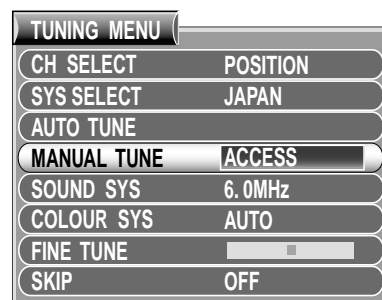 TUNING MENU
CH SELECT POSITION
SYS SELECT JAPAN
AUTO TUNE
MANUAL TUNE ACCESS
SOUND SYS 6.0MHz
COLOUR SYS AUTO
FINE TUNE
SKIP OFF